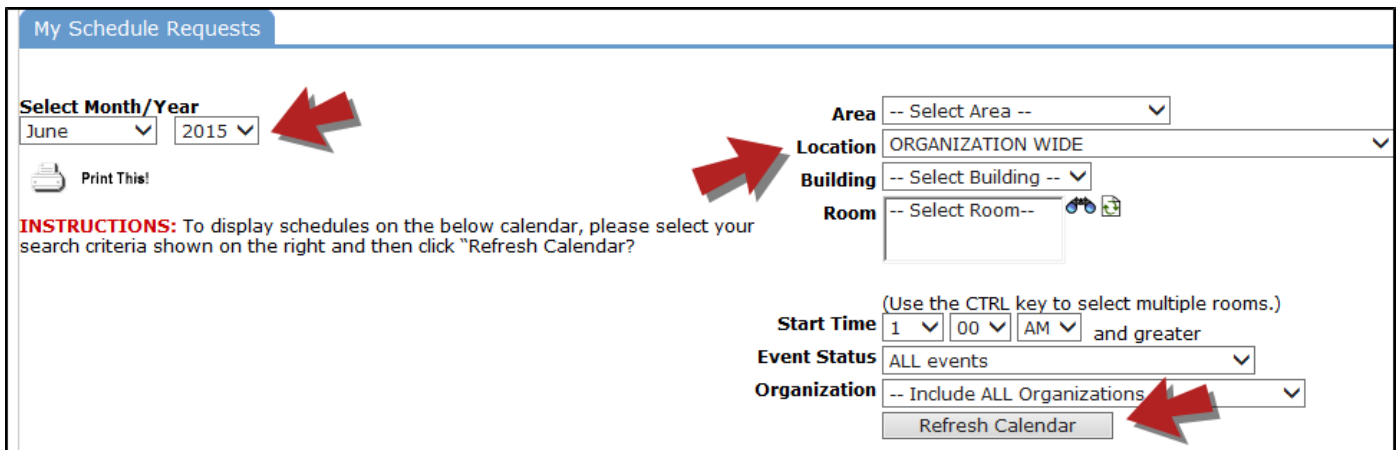 My Schedule Requests
Select Month/Year
June 2015
Print This!
INSTRUCTIONS: To display schedules on the below calendar, please select your
search criteria shown on the right and then click “Refresh Calendar?
Area -- Select Area --
Location ORGANIZATION WIDE
Building -- Select Building --
Room -- Select Room--
(Use the CTRL key to select multiple rooms.)
Start Time 1 00 AM and greater
Event Status ALL events
Organization -- Include ALL Organizations
Refresh Calendar